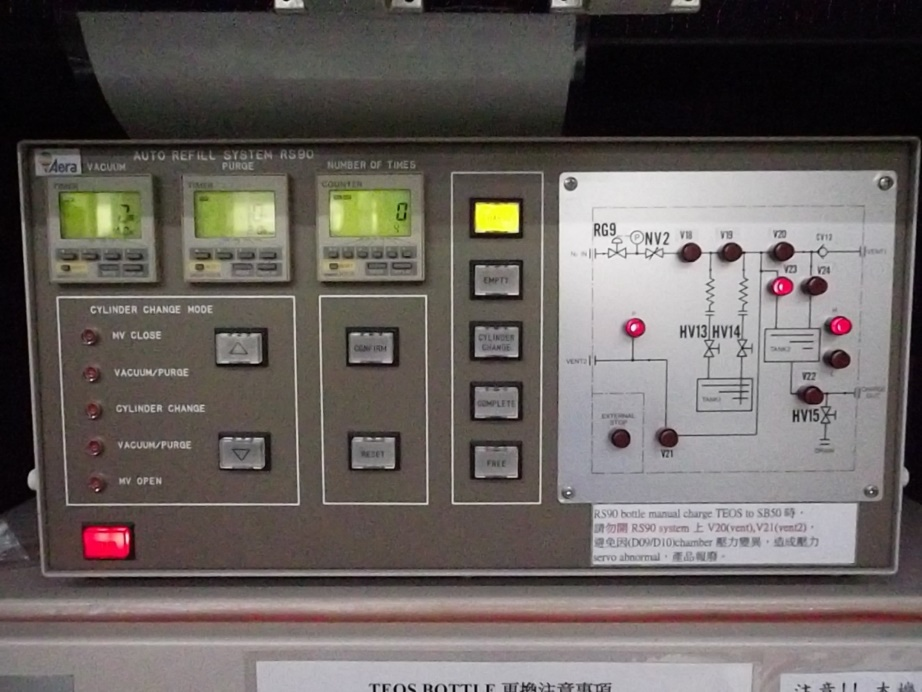 Aera
AUTO REFILL SYSTEM RS90
VACUUM
PURGE
NUMBER OF TIMES
TIMER
TIMER
COUNTER
0
CYLINDER CHANGE MODE
MV CLOSE
VACUUM/PURGE
CYLINDER CHANGE
VACUUM/PURGE
MV OPEN
CONFIRM
RESET
EMPTY
CYLINDER
CHANGE
COMPLETE
FREE
RG9
P
NV2
V18
V19
V20
CV10
N2 IN
VENT1
V23
V24
HV13
HV14
TANK2
VENT2
TANK1
V22
HV15
EXTERNAL
STOP
V21
DRAIN
RS90 bottle manual charge TEOS to SB50 時，
請勿開 RS90 system 上 V20(vent),V21(vent2)，
避免因(D09/D10)chamber 壓力變異，造成壓力
servo abnormal，產品報廢。
TEOS BOTTLE 更換注意事項
注意!!